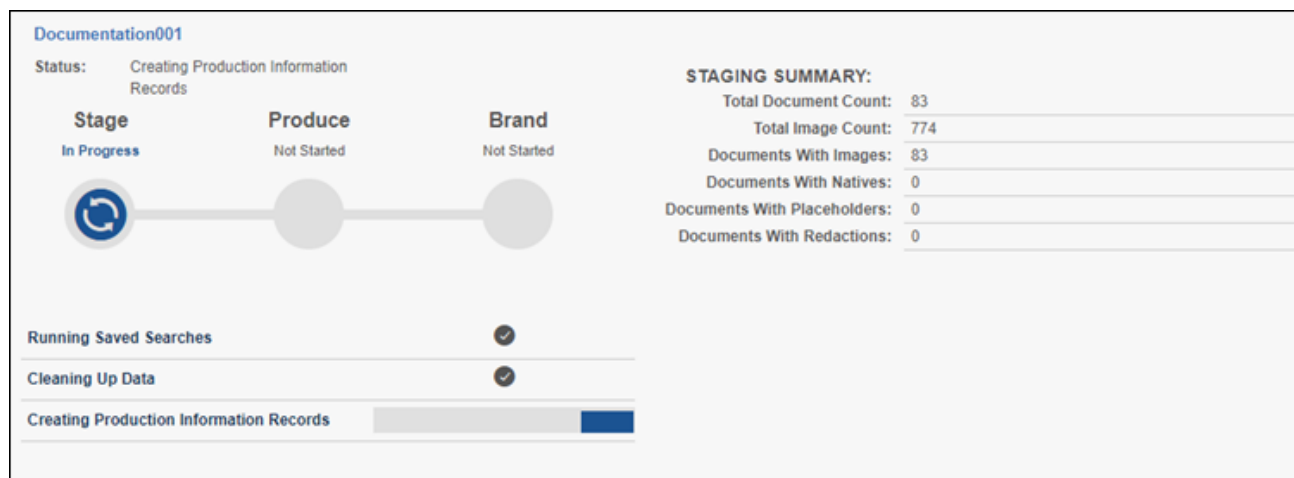 Documentation001
Status: Creating Production Information
Records
Stage Produce Brand
In Progress Not Started Not Started
Running Saved Searches
Cleaning Up Data
Creating Production Information Records
STAGING SUMMARY:
Total Document Count: 83
Total Image Count: 774
Documents With Images: 83
Documents With Natives: 0
Documents With Placeholders: 0
Documents With Redactions: 0